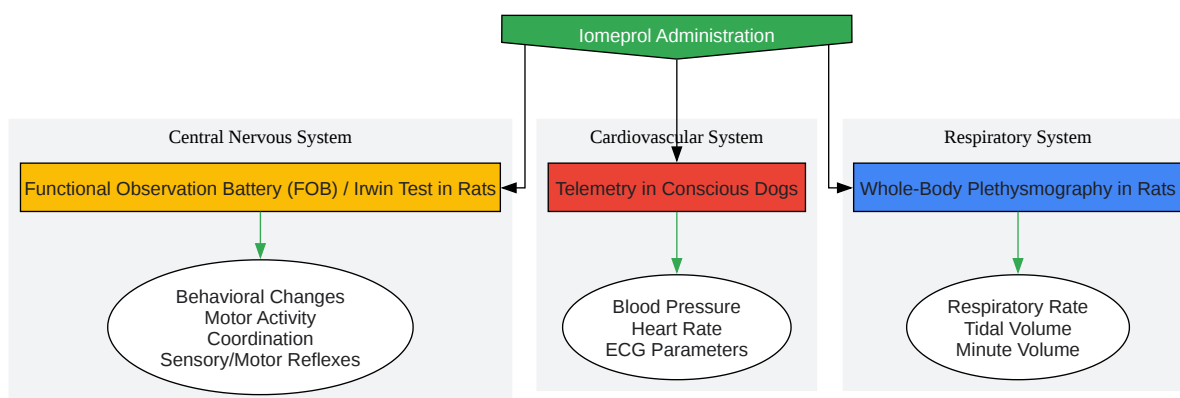 Iomeprol Administration
Central Nervous System
Cardiovascular System
Respiratory System
Functional Observation Battery (FOB) / Irwin Test in Rats
Telemetry in Conscious Dogs
Whole-Body Plethysmography in Rats
Behavioral Changes
Motor Activity
Coordination
Sensory/Motor Reflexes
Blood Pressure
Heart Rate
ECG Parameters
Respiratory Rate
Tidal Volume
Minute Volume